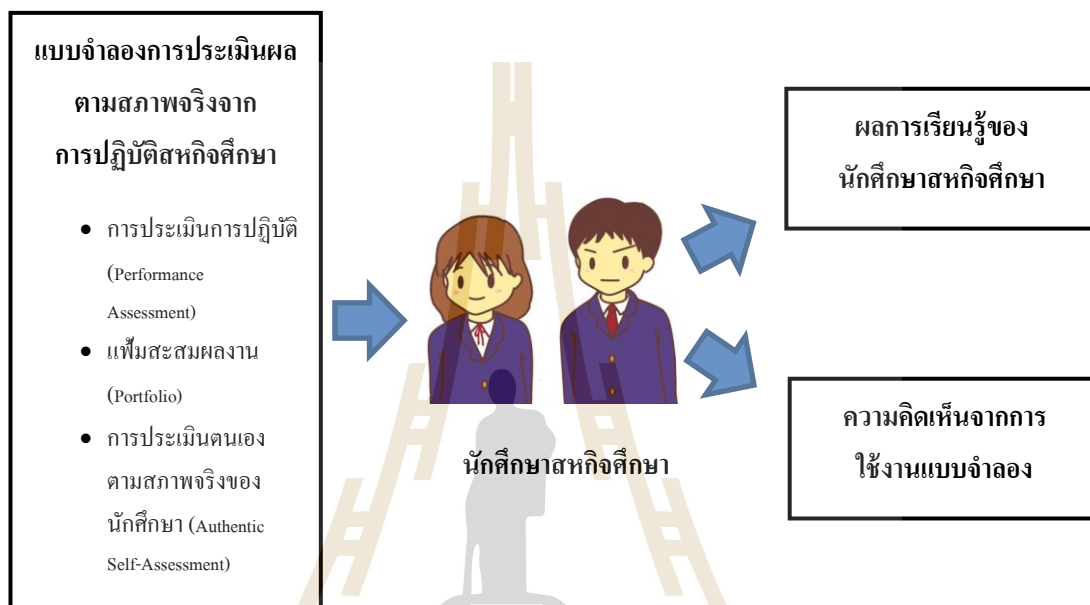 แบบจำลองการประเมินผล
ตามสภาพจริงจาก
การปฏิบัติสหกิจศึกษา
• การประเมินการปฏิบัติ
(Performance
Assessment)
• แฟ้มสะสมผลงาน
(Portfolio)
• การประเมินตนเอง
ตามสภาพจริงของ
นักศึกษา (Authentic
Self-Assessment)
นักศึกษาสหกิจศึกษา
ผลการเรียนรู้ของ
นักศึกษาสหกิจศึกษา
ความคิดเห็นจากการ
ใช้งานแบบจำลอง